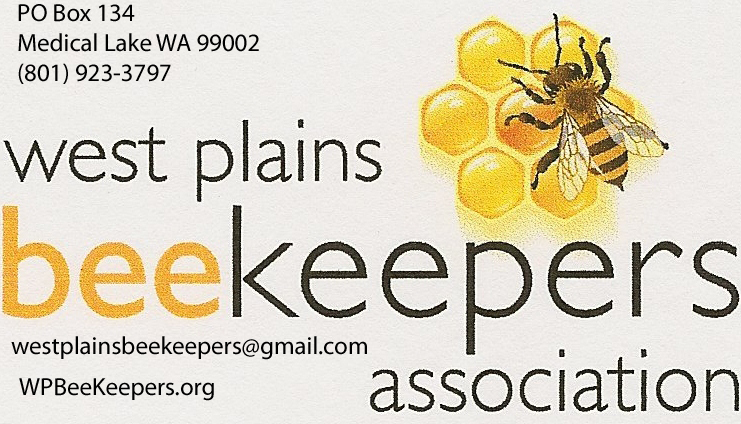 PO Box 134
Medical Lake WA 99002
(801) 923-3797
west plains
beekeepers
association
westplainsbeekeepers@gmail.com
WPBeeKeepers.org